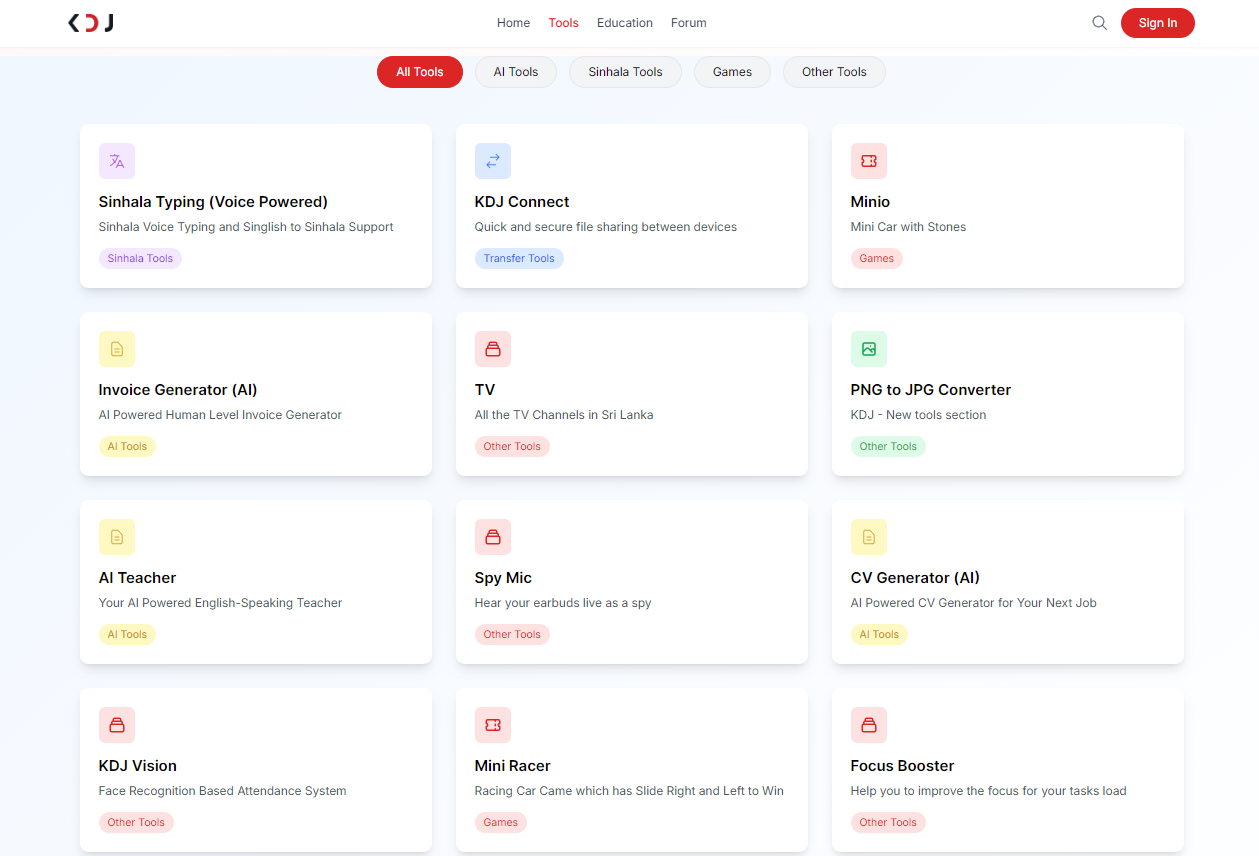 KDJ
Home Tools Education Forum
Sign In
All Tools AI Tools Sinhala Tools Games Other Tools
Sinhala Typing (Voice Powered)
Sinhala Voice Typing and Singlish to Sinhala Support
Sinhala Tools
KDJ Connect
Quick and secure file sharing between devices
Transfer Tools
Minio
Mini Car with Stones
Games
Invoice Generator (AI)
AI Powered Human Level Invoice Generator
AI Tools
TV
All the TV Channels in Sri Lanka
Other Tools
PNG to JPG Converter
KDJ - New tools section
Other Tools
AI Teacher
Your AI Powered English-Speaking Teacher
AI Tools
Spy Mic
Hear your earbuds live as a spy
Other Tools
CV Generator (AI)
AI Powered CV Generator for Your Next Job
AI Tools
KDJ Vision
Face Recognition Based Attendance System
Other Tools
Mini Racer
Racing Car Came which has Slide Right and Left to Win
Games
Focus Booster
Help you to improve the focus for your tasks load
Other Tools